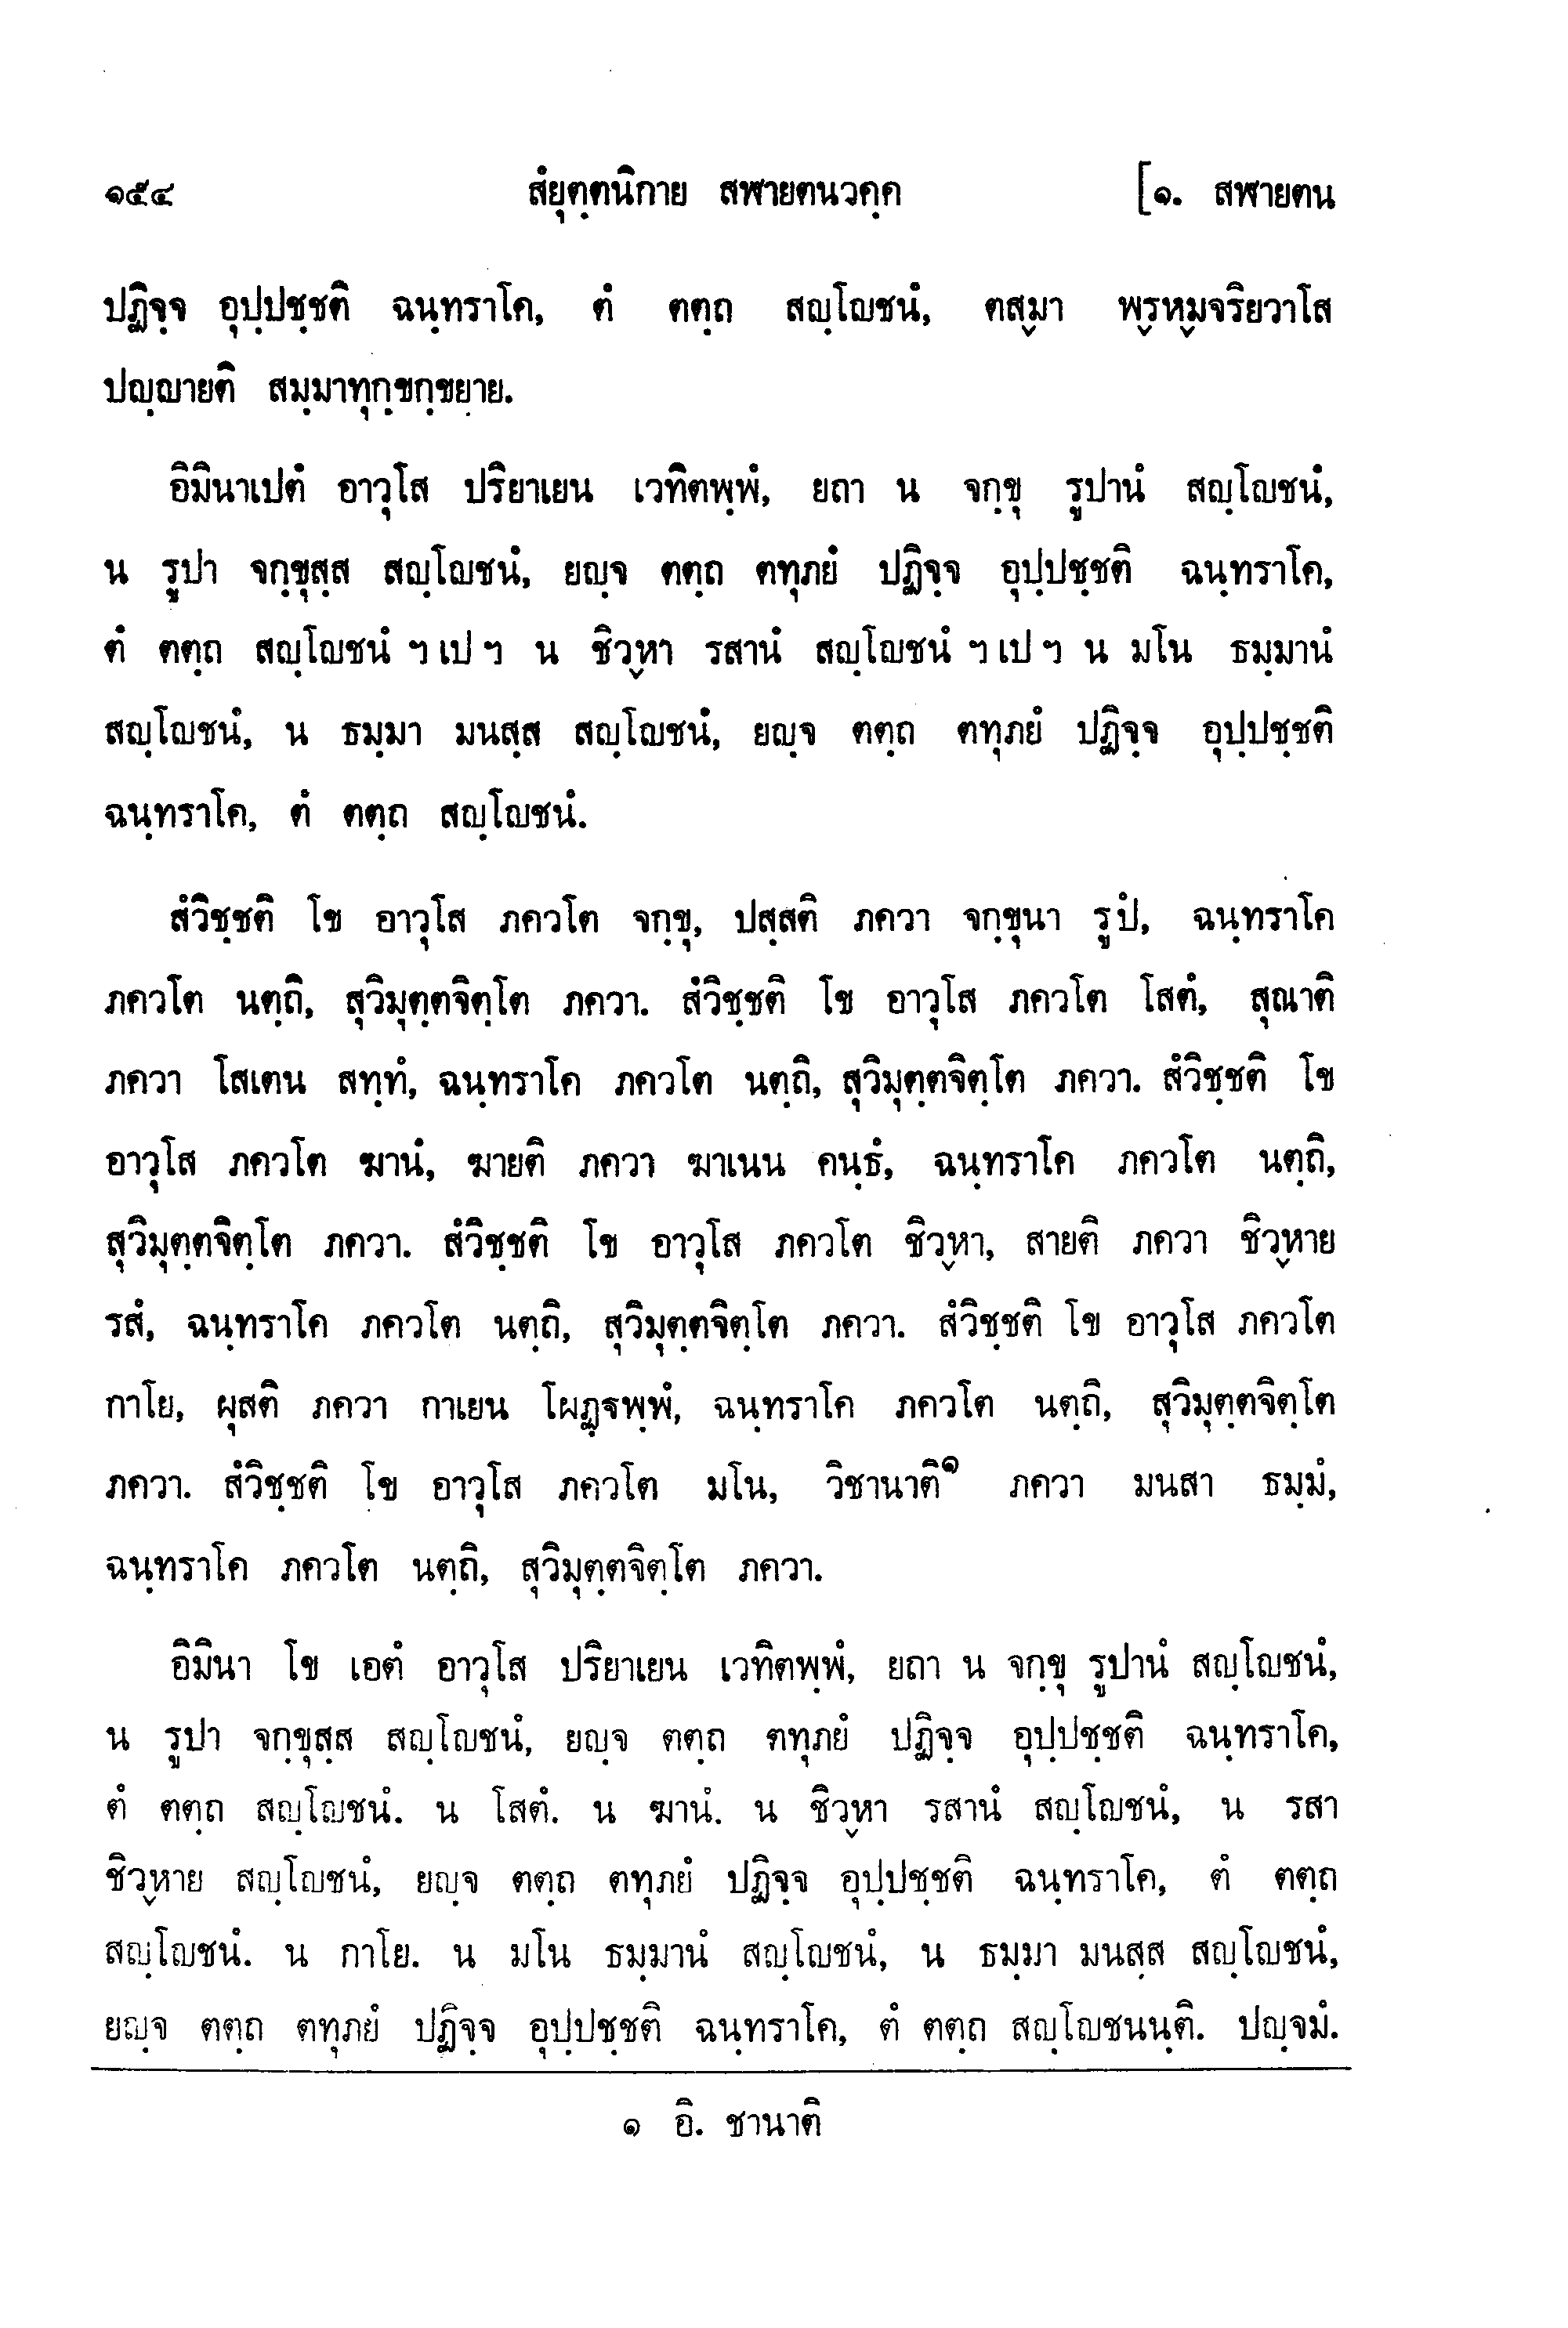 ๑๕๔ สํยุตฺตนิกาย สฬายตนวคฺค [๑. สฬายตน
ปฏิจฺจ อุปฺปชฺชติ ฉนฺทราโค, ตํ ตตฺถ สญฺโญชนํ, ตสฺมา พฺรหฺมจริยวาโส
ปญฺญายติ สมฺมาทุกฺขกฺขยาย.
อิมินาเปตํ อาวุโส ปริยาเยน เวทิตพฺพํ, ยถา น จกฺขุ รูปานํ สญฺโญชนํ,
น รูปา จกฺขุสฺส สญฺโญชนํ, ยญฺจ ตตฺถ ตทุภยํ ปฏิจฺจ อุปฺปชฺชติ ฉนฺทราโค,
ตํ ตตฺถ สญฺโญชนํ ฯ เป ฯ น ชิวฺหา รสานํ สญฺโญชนํ ฯ เป ฯ น มโน ธมฺมานํ
สญฺโญชนํ, น ธมฺมา มนสฺส สญฺโญชนํ, ยญฺจ ตตฺถ ตทุภยํ ปฏิจฺจ อุปฺปชฺชติ
ฉนฺทราโค, ตํ ตตฺถ สญฺโญชนํ.
สํวิชฺชติ โข อาวุโส ภควโต จกฺขุ, ปสฺสติ ภควา จกฺขุนา รูปํ, ฉนฺทราโค
ภควโต นตฺถิ, สุวิมุตฺตจิตฺโต ภควา. สํวิชฺชติ โข อาวุโส ภควโต โสตํ, สุณาติ
ภควา โสเตน สทฺทํ, ฉนฺทราโค ภควโต นตฺถิ, สุวิมุตฺตจิตฺโต ภควา. สํวิชฺชติ โข
อาวุโส ภควโต ฆานํ, ฆายติ ภควา ฆาเนน คนฺธํ, ฉนฺทราโค ภควโต นตฺถิ,
สุวิมุตฺตจิตฺโต ภควา. สํวิชฺชติ โข อาวุโส ภควโต ชิวฺหา, สายติ ภควา ชิวฺหาย
รสํ, ฉนฺทราโค ภควโต นตฺถิ, สุวิมุตฺตจิตฺโต ภควา. สํวิชฺชติ โข อาวุโส ภควโต
กาโย, ผุสติ ภควา กาเยน โผฏฺฐพฺพํ, ฉนฺทราโค ภควโต นตฺถิ, สุวิมุตฺตจิตฺโต
ภควา. สํวิชฺชติ โข อาวุโส ภควโต มโน, วิชานาติ๑ ภควา มนสา ธมฺมํ,
ฉนฺทราโค ภควโต นตฺถิ, สุวิมุตฺตจิตฺโต ภควา.
อิมินา โข เอตํ อาวุโส ปริยาเยน เวทิตพฺพํ, ยถา น จกฺขุ รูปานํ สญฺโญชนํ,
น รูปา จกฺขุสฺส สญฺโญชนํ, ยญฺจ ตตฺถ ตทุภยํ ปฏิจฺจ อุปฺปชฺชติ ฉนฺทราโค,
ตํ ตตฺถ สญฺโญชนํ. น โสตํ. น ฆานํ. น ชิวฺหา รสานํ สญฺโญชนํ, น รสา
ชิวฺหาย สญฺโญชนํ, ยญฺจ ตตฺถ ตทุภยํ ปฏิจฺจ อุปฺปชฺชติ ฉนฺทราโค, ตํ ตตฺถ
สญฺโญชนํ. น กาโย. น มโน ธมฺมานํ สญฺโญชนํ, น ธมฺมา มนสฺส สญฺโญชนํ,
ยญฺจ ตตฺถ ตทุภยํ ปฏิจฺจ อุปฺปชฺชติ ฉนฺทราโค, ตํ ตตฺถ สญฺโญชนนฺติ. ปญฺจมํ.
๑ อิ. ชานาติ